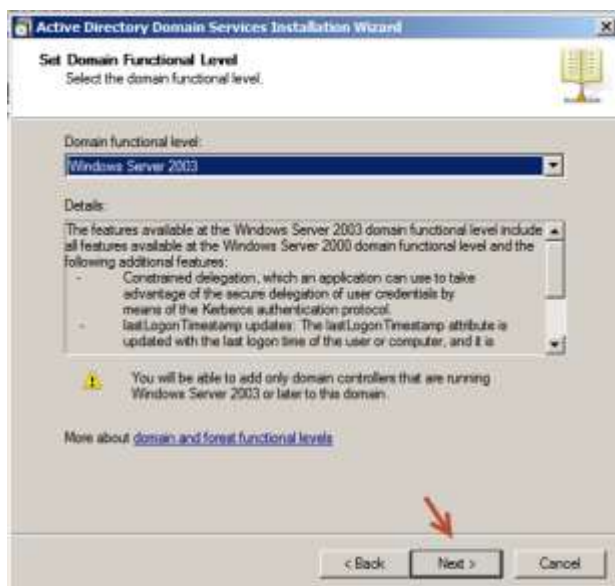 Active Directory Domain Services Installation Wizard
Set Domain Functional Level
Select the domain functional level.
Domain functional level:
Windows Server 2003
Details:
The features available at the Windows Server 2003 domain functional level include
all features available at the Windows Server 2000 domain functional level and the
following additional features:
- Constrained delegation, which an application can use to take
advantage of the secure delegation of user credentials by
means of the Kerberos authentication protocol.
- lastLogonTimestamp updates: The lastLogonTimestamp attribute is
updated with the last logon time of the user or computer, and it is
You will be able to add only domain controllers that are running
Windows Server 2003 or later to this domain.
More about domain and forest functional levels
< Back Next > Cancel